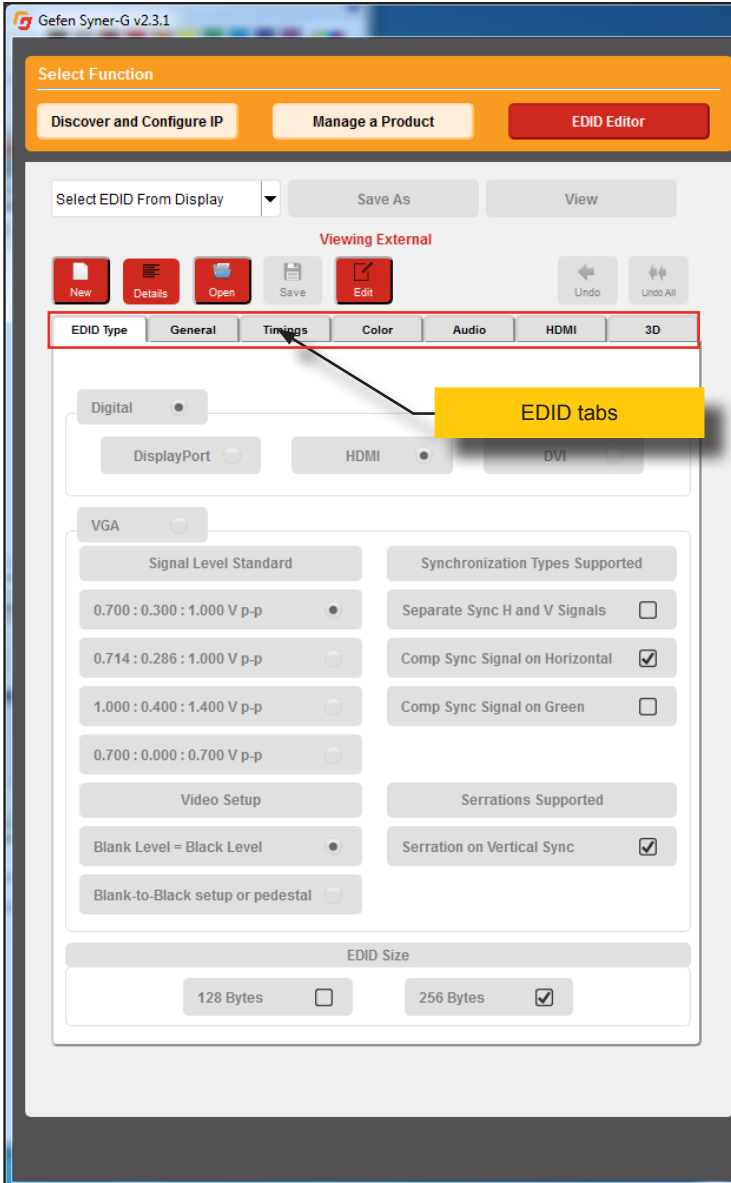 Gefen Syner-G v2.3.1
Select Function
Discover and Configure IP Manage a Product EDID Editor
Select EDID From Display Save As View
Viewing External
New Details Open Save Edit Undo Undo All
EDID Type General Timings Color Audio HDMI 3D
EDID tabs
Digital
DisplayPort HDMI DVI
VGA
Signal Level Standard Synchronization Types Supported
0.700 : 0.300 : 1.000 V p-p Separate Sync H and V Signals
0.714 : 0.286 : 1.000 V p-p Comp Sync Signal on Horizontal
1.000 : 0.400 : 1.400 V p-p Comp Sync Signal on Green
0.700 : 0.000 : 0.700 V p-p
Video Setup Serrations Supported
Blank Level = Black Level Serration on Vertical Sync
Blank-to-Black setup or pedestal
EDID Size
128 Bytes 256 Bytes